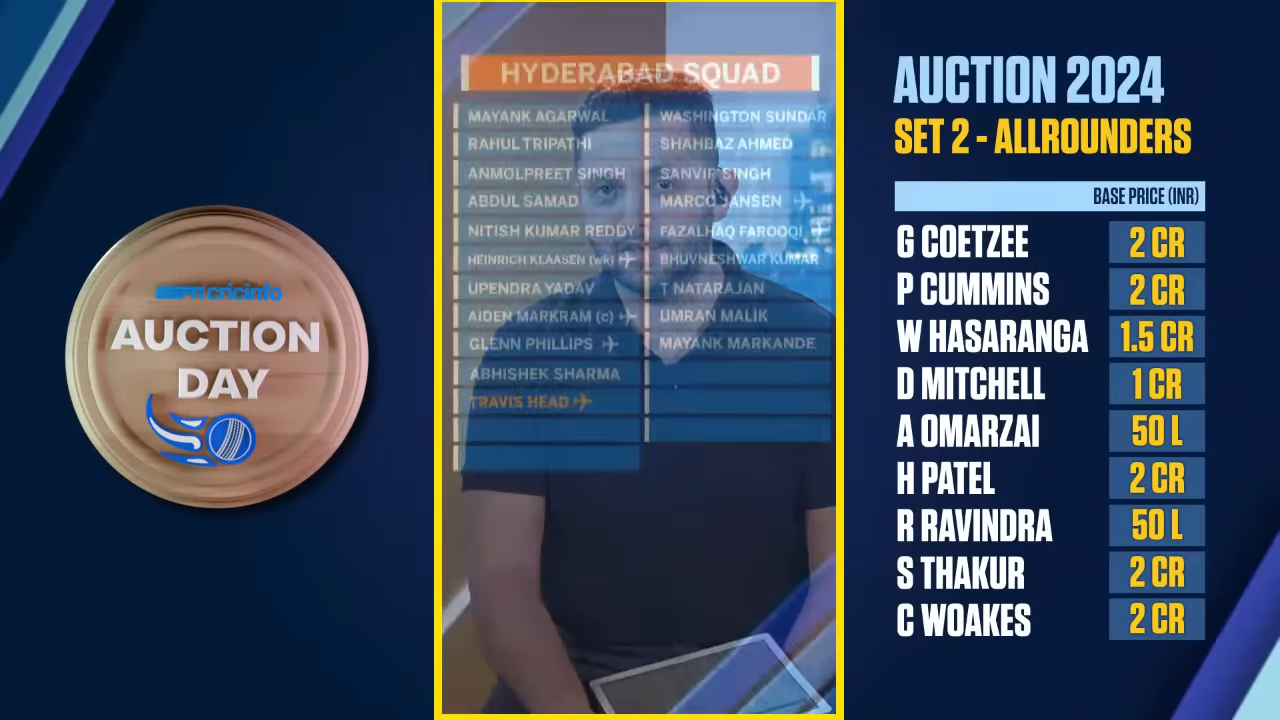 ESPN cricinfo
AUCTION
DAY
HYDERABAD SQUAD
MAYANK AGARWAL
RAHUL TRIPATHI
ANMOLPREET SINGH
ABDUL SAMAD
NITISH KUMAR REDDY
HEINRICH KLAASEN (wk)
UPENDRA YADAV
AIDEN MARKRAM (c)
GLENN PHILLIPS
ABHISHEK SHARMA
TRAVIS HEAD
WASHINGTON SUNDAR
SHAHBAZ AHMED
SANVIR SINGH
MARCO JANSEN
FAZALHAQ FAROOQI
BHUVNESHWAR KUMAR
T NATARAJAN
UMRAN MALIK
MAYANK MARKANDE
AUCTION 2024
SET 2 - ALLROUNDERS
BASE PRICE (INR)
G COETZEE 2 CR
P CUMMINS 2 CR
W HASARANGA 1.5 CR
D MITCHELL 1 CR
A OMARZAI 50 L
H PATEL 2 CR
R RAVINDRA 50 L
S THAKUR 2 CR
C WOAKES 2 CR